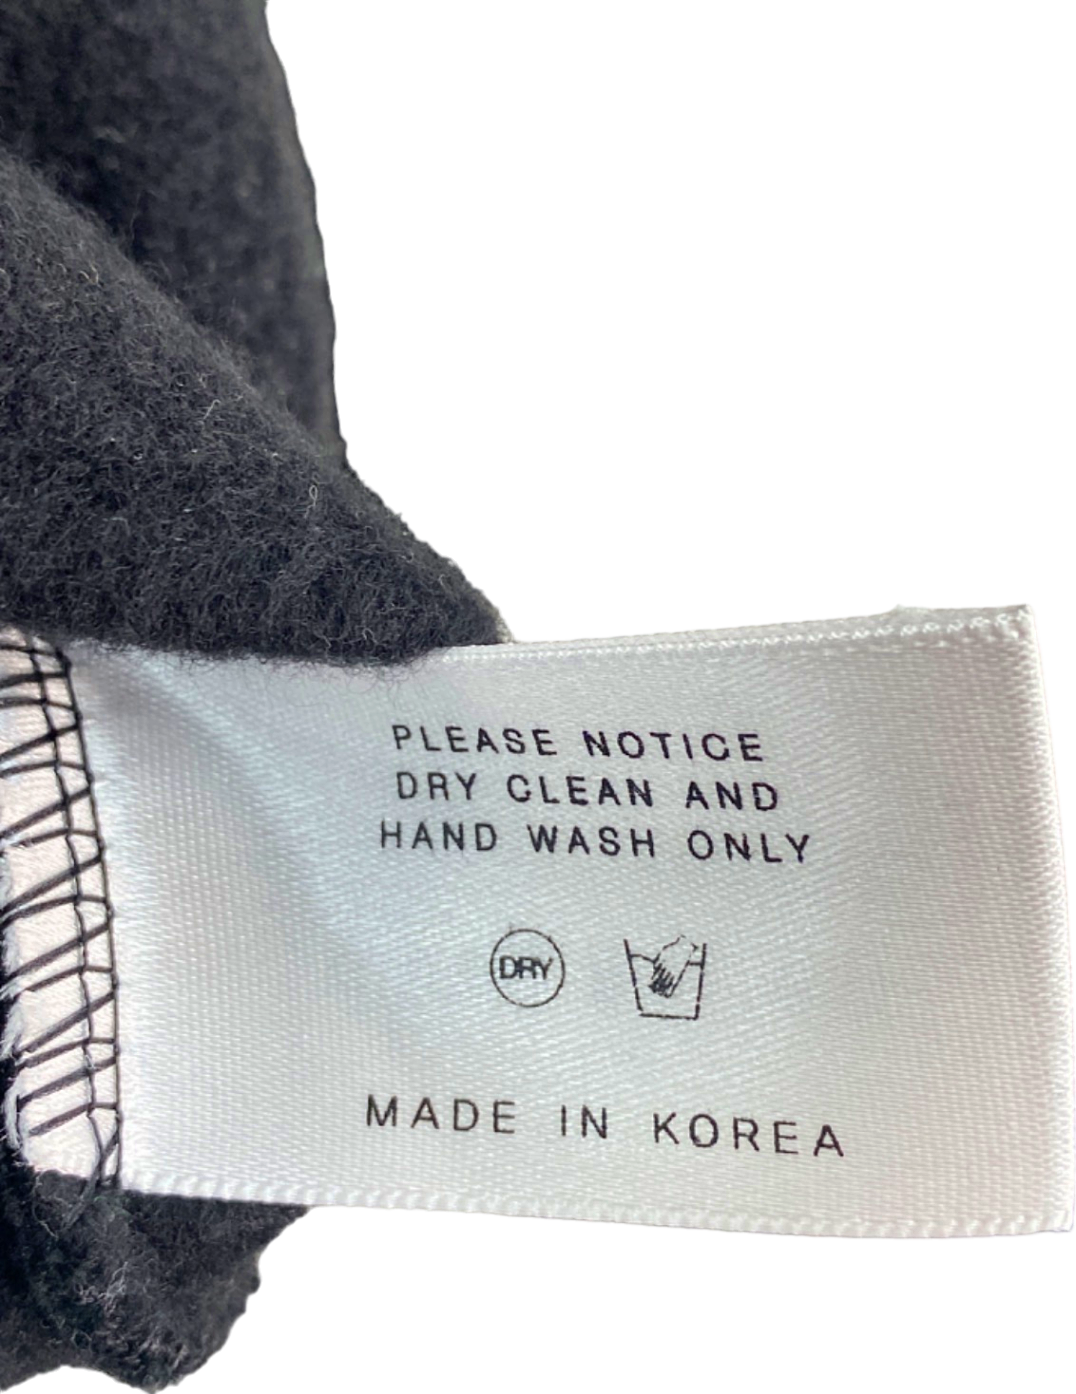 PLEASE NOTICE
DRY CLEAN AND
HAND WASH ONLY
DRY
MADE IN KOREA